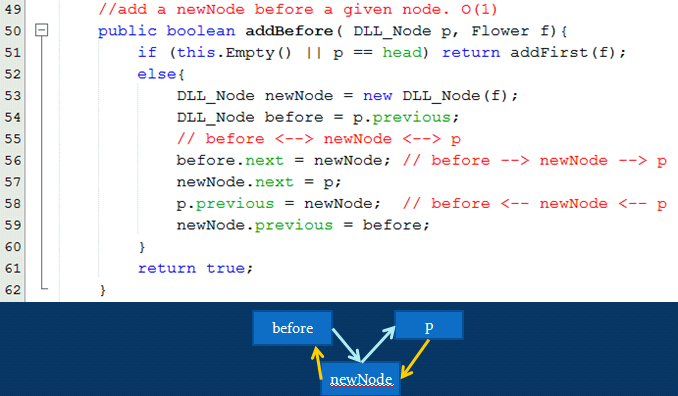 49 //add a newNode before a given node. O(1)
50 public boolean addBefore( DLL_Node p, Flower f){
51 if (this.Empty() || p == head) return addFirst(f);
52 else{
53 DLL_Node newNode = new DLL_Node(f);
54 DLL_Node before = p.previous;
55 // before <--> newNode <--> p
56 before.next = newNode; // before --> newNode --> p
57 newNode.next = p;
58 p.previous = newNode; // before <-- newNode <-- p
59 newNode.previous = before;
60 }
61 return true;
62 }
before p
newNode